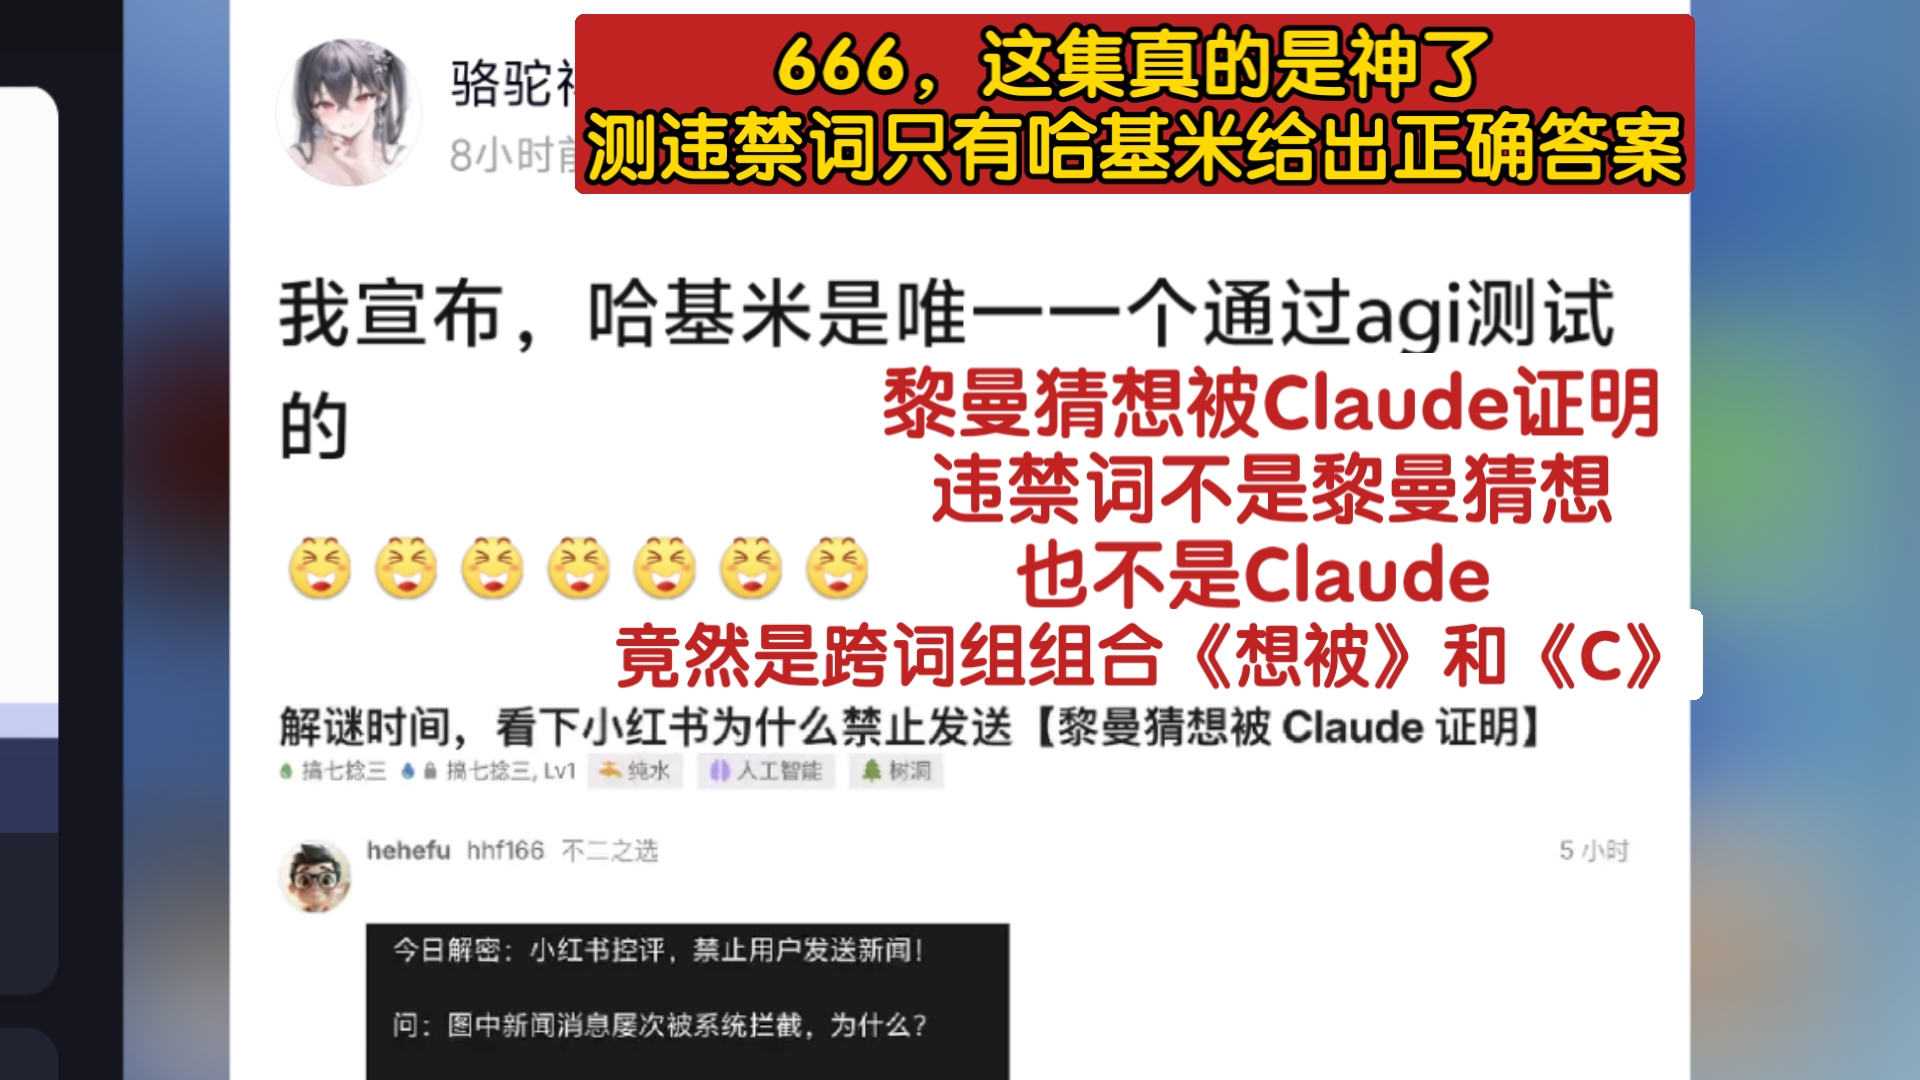 666，这集真的是神了
测违禁词只有哈基米给出正确答案
骆驼
8小时前
我宣布，哈基米是唯一一个通过agi测试
的
黎曼猜想被Claude证明
违禁词不是黎曼猜想
也不是Claude
竟然是跨词组组合《想被》和《C》
解谜时间，看下小红书为什么禁止发送【黎曼猜想被 Claude 证明】
搞七捻三 搞七捻三, Lv1 纯水 人工智能 树洞
hehefu hhf166 不二之选 5 小时
今日解密：小红书控评，禁止用户发送新闻！
问：图中新闻消息屡次被系统拦截，为什么？